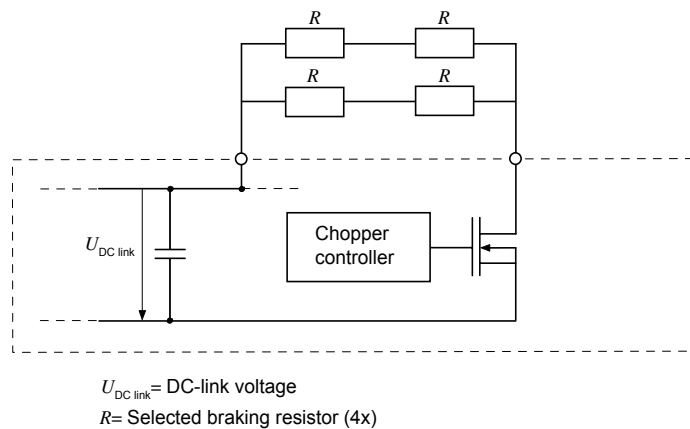 R R
R R
Chopper
controller
U DC link
U DC link= DC-link voltage
R= Selected braking resistor (4x)